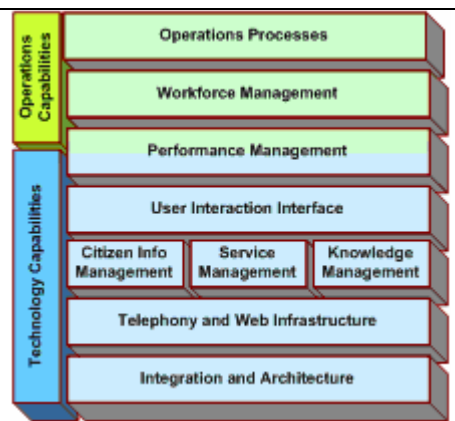 Operations
Capabilities
Operations Processes
Workforce Management
Performance Management
Technology Capabilities
User Interaction Interface
Citizen Info
Management
Service
Management
Knowledge
Management
Telephony and Web Infrastructure
Integration and Architecture